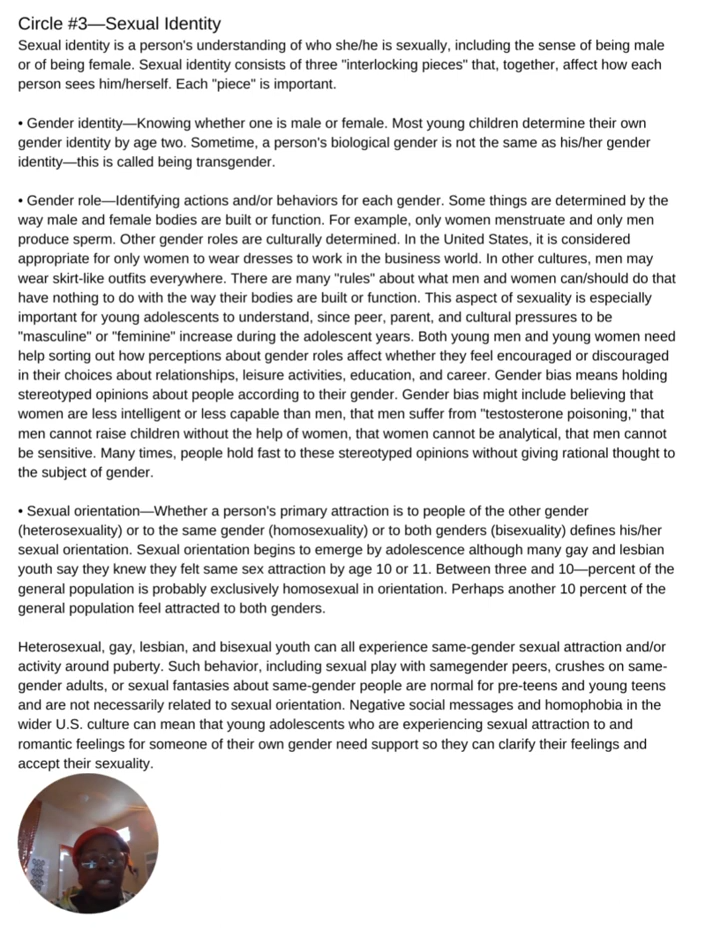 Circle #3—Sexual Identity
Sexual identity is a person's understanding of who she/he is sexually, including the sense of being male
or of being female. Sexual identity consists of three "interlocking pieces" that, together, affect how each
person sees him/herself. Each "piece" is important.
• Gender identity—Knowing whether one is male or female. Most young children determine their own
gender identity by age two. Sometime, a person's biological gender is not the same as his/her gender
identity—this is called being transgender.
• Gender role—Identifying actions and/or behaviors for each gender. Some things are determined by the
way male and female bodies are built or function. For example, only women menstruate and only men
produce sperm. Other gender roles are culturally determined. In the United States, it is considered
appropriate for only women to wear dresses to work in the business world. In other cultures, men may
wear skirt-like outfits everywhere. There are many "rules" about what men and women can/should do that
have nothing to do with the way their bodies are built or function. This aspect of sexuality is especially
important for young adolescents to understand, since peer, parent, and cultural pressures to be
"masculine" or "feminine" increase during the adolescent years. Both young men and young women need
help sorting out how perceptions about gender roles affect whether they feel encouraged or discouraged
in their choices about relationships, leisure activities, education, and career. Gender bias means holding
stereotyped opinions about people according to their gender. Gender bias might include believing that
women are less intelligent or less capable than men, that men suffer from "testosterone poisoning," that
men cannot raise children without the help of women, that women cannot be analytical, that men cannot
be sensitive. Many times, people hold fast to these stereotyped opinions without giving rational thought to
the subject of gender.
• Sexual orientation—Whether a person's primary attraction is to people of the other gender
(heterosexuality) or to the same gender (homosexuality) or to both genders (bisexuality) defines his/her
sexual orientation. Sexual orientation begins to emerge by adolescence although many gay and lesbian
youth say they knew they felt same sex attraction by age 10 or 11. Between three and 10—percent of the
general population is probably exclusively homosexual in orientation. Perhaps another 10 percent of the
general population feel attracted to both genders.
Heterosexual, gay, lesbian, and bisexual youth can all experience same-gender sexual attraction and/or
activity around puberty. Such behavior, including sexual play with samegender peers, crushes on same-
gender adults, or sexual fantasies about same-gender people are normal for pre-teens and young teens
and are not necessarily related to sexual orientation. Negative social messages and homophobia in the
wider U.S. culture can mean that young adolescents who are experiencing sexual attraction to and
romantic feelings for someone of their own gender need support so they can clarify their feelings and
accept their sexuality.